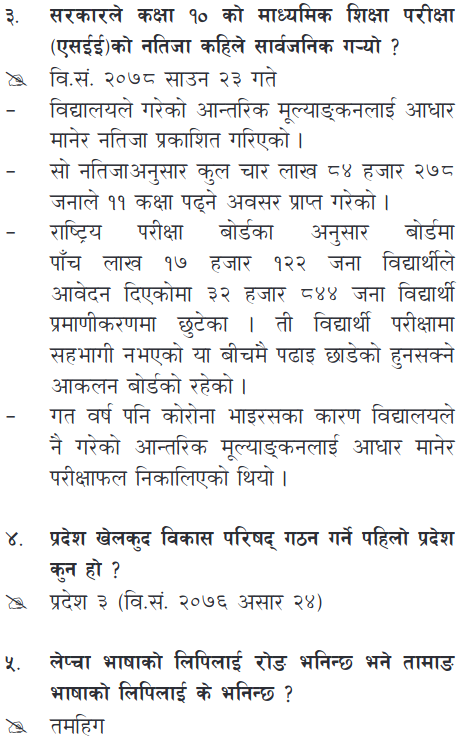 ३. सरकारले कक्षा १० को माध्यमिक शिक्षा परीक्षा
(एसईई)को नतिजा कहिले सार्वजनिक गर्‍यो ?
वि.सं. २०७८ साउन २३ गते
– विद्यालयले गरेको आन्तरिक मूल्याङ्कनलाई आधार
मानेर नतिजा प्रकाशित गरिएको ।
– सो नतिजाअनुसार कुल चार लाख ८४ हजार २७८
जनाले ११ कक्षा पढ्ने अवसर प्राप्त गरेको ।
– राष्ट्रिय परीक्षा बोर्डका अनुसार बोर्डमा
पाँच लाख १७ हजार १२२ जना विद्यार्थीले
आवेदन दिएकोमा ३२ हजार ८४४ जना विद्यार्थी
प्रमाणीकरणमा छुटेका । ती विद्यार्थी परीक्षामा
सहभागी नभएको या बीचमै पढाइ छाडेको हुनसक्ने
आकलन बोर्डको रहेको ।
– गत वर्ष पनि कोरोना भाइरसका कारण विद्यालयले
नै गरेको आन्तरिक मूल्याङ्कनलाई आधार मानेर
परीक्षाफल निकालिएको थियो ।
४. प्रदेश खेलकुद विकास परिषद् गठन गर्ने पहिलो प्रदेश
कुन हो ?
प्रदेश ३ (वि.सं. २०७६ असार २४)
५. लेप्चा भाषाको लिपिलाई रोङ भनिन्छ भने तामाङ
भाषाको लिपिलाई के भनिन्छ ?
तमहिग